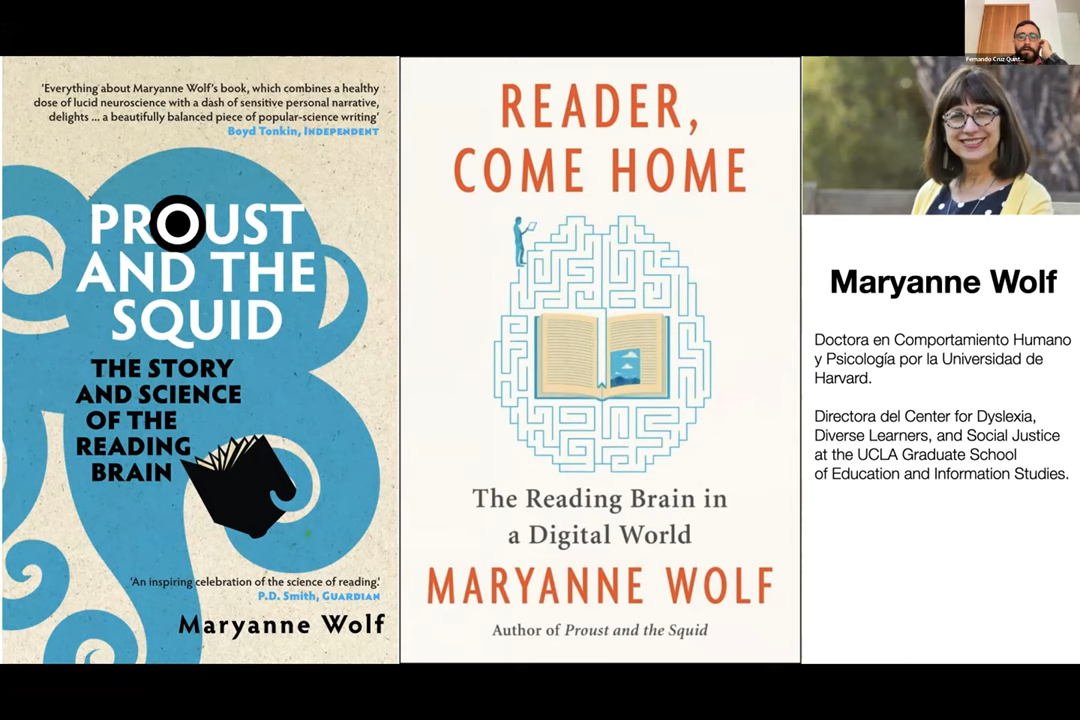 'Everything about Maryanne Wolf's book, which combines a healthy
dose of lucid neuroscience with a dash of sensitive personal narrative,
delights ... a beautifully balanced piece of popular-science writing'
Boyd Tonkin, INDEPENDENT
PROUST
AND THE
SQUID
THE STORY
AND SCIENCE
OF THE
READING
BRAIN
'An inspiring celebration of the science of reading.'
P.D. Smith, GUARDIAN
Maryanne Wolf
READER,
COME HOME
The Reading Brain in
a Digital World
MARYANNE WOLF
Author of Proust and the Squid
Fernando Cruz Quint...
Maryanne Wolf
Doctora en Comportamiento Humano
y Psicología por la Universidad de
Harvard.
Directora del Center for Dyslexia,
Diverse Learners, and Social Justice
at the UCLA Graduate School
of Education and Information Studies.